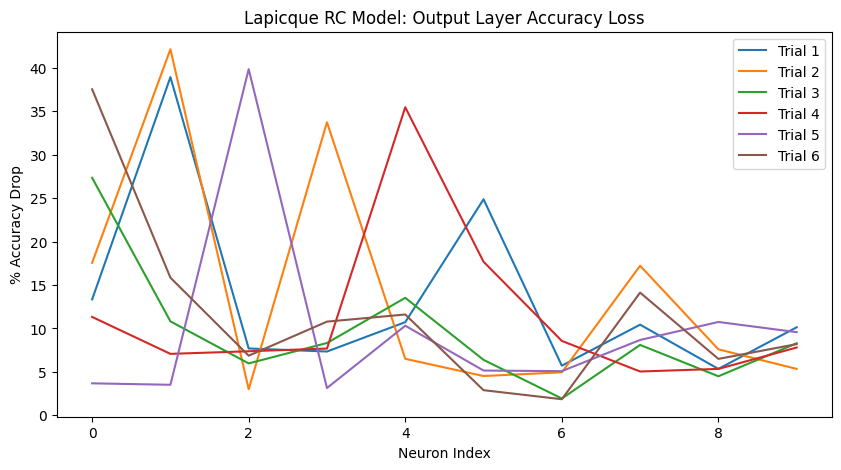 Lapicque RC Model: Output Layer Accuracy Loss
Trial 1
Trial 2
Trial 3
Trial 4
Trial 5
Trial 6
% Accuracy Drop
40
35
30
25
20
15
10
5
0
0 2 4 6 8
Neuron Index